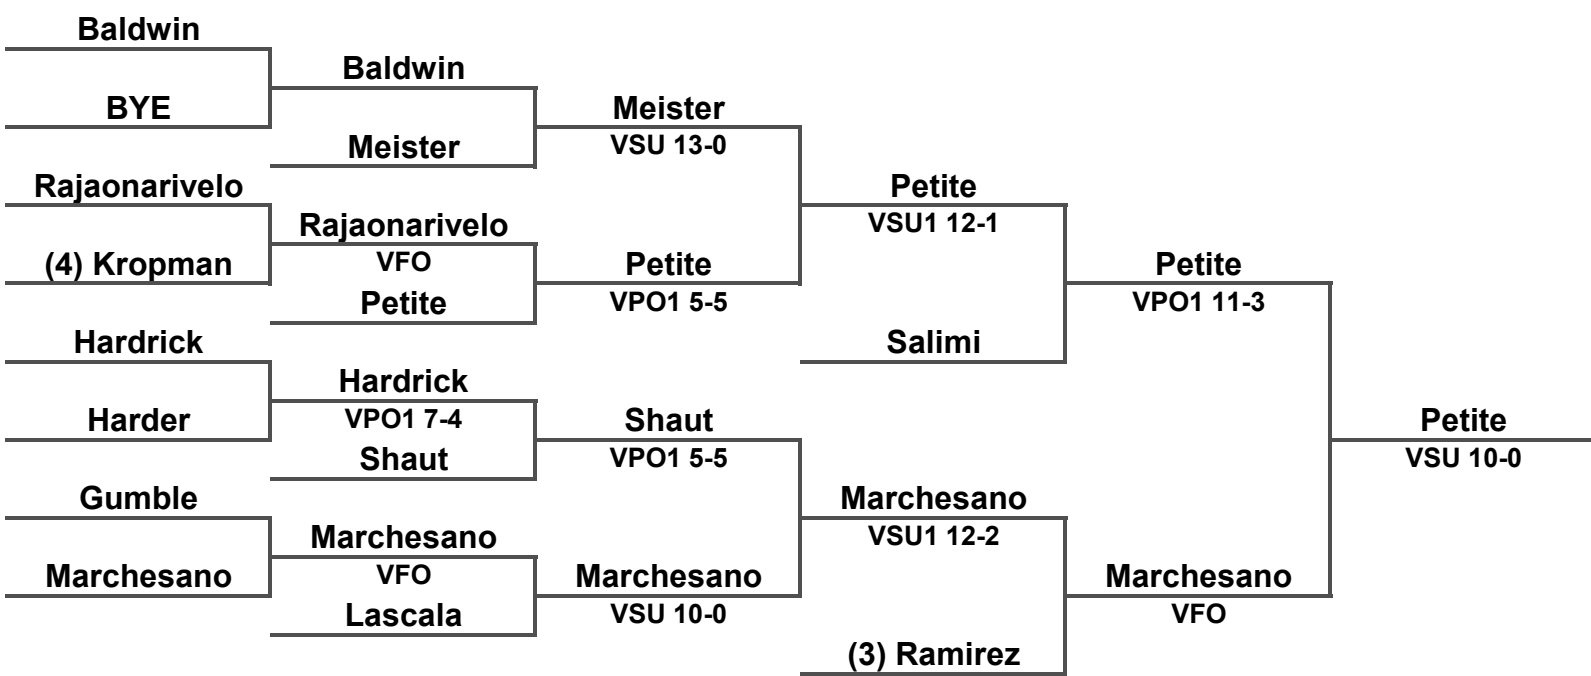 Baldwin
BYE
Rajaonarivelo
(4) Kropman
Hardrick
Harder
Gumble
Marchesano
Baldwin
Meister
Rajaonarivelo
VFO
Petite
Hardrick
VPO1 7-4
Shaut
Marchesano
VFO
Lascala
Meister
VSU 13-0
Petite
VPO1 5-5
Shaut
VPO1 5-5
Marchesano
VSU 10-0
Petite
VSU1 12-1
Salimi
Marchesano
VSU1 12-2
(3) Ramirez
Petite
VPO1 11-3
Marchesano
VFO
Petite
VSU 10-0